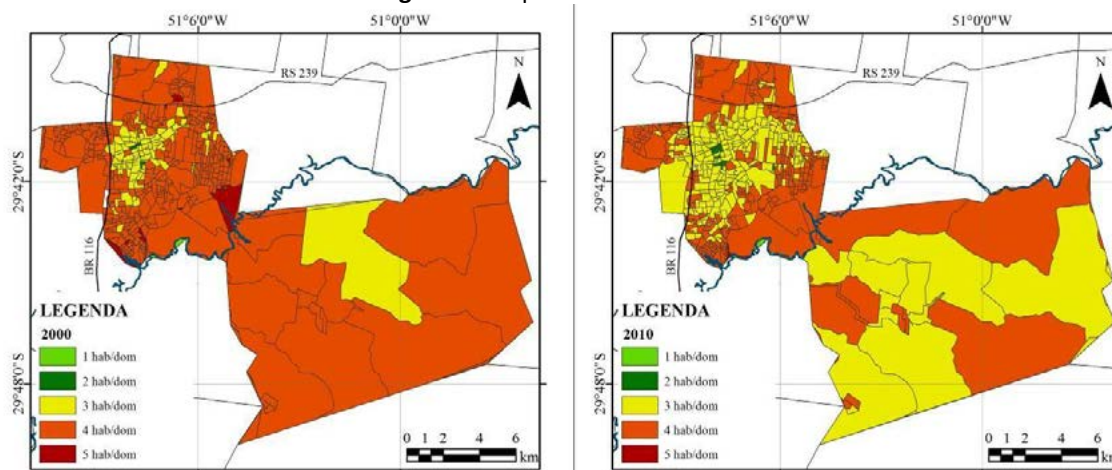 51°6'0"W
51°0'0"W
RS 239
N
29°42'0"S
BR 116
29°48'0"S
LEGENDA
2000
1 hab/dom
2 hab/dom
3 hab/dom
4 hab/dom
5 hab/dom
0 1 2 4 6
km
51°6'0"W
51°0'0"W
RS 239
N
29°42'0"S
BR 116
29°48'0"S
LEGENDA
2010
1 hab/dom
2 hab/dom
3 hab/dom
4 hab/dom
5 hab/dom
0 1 2 4 6
km